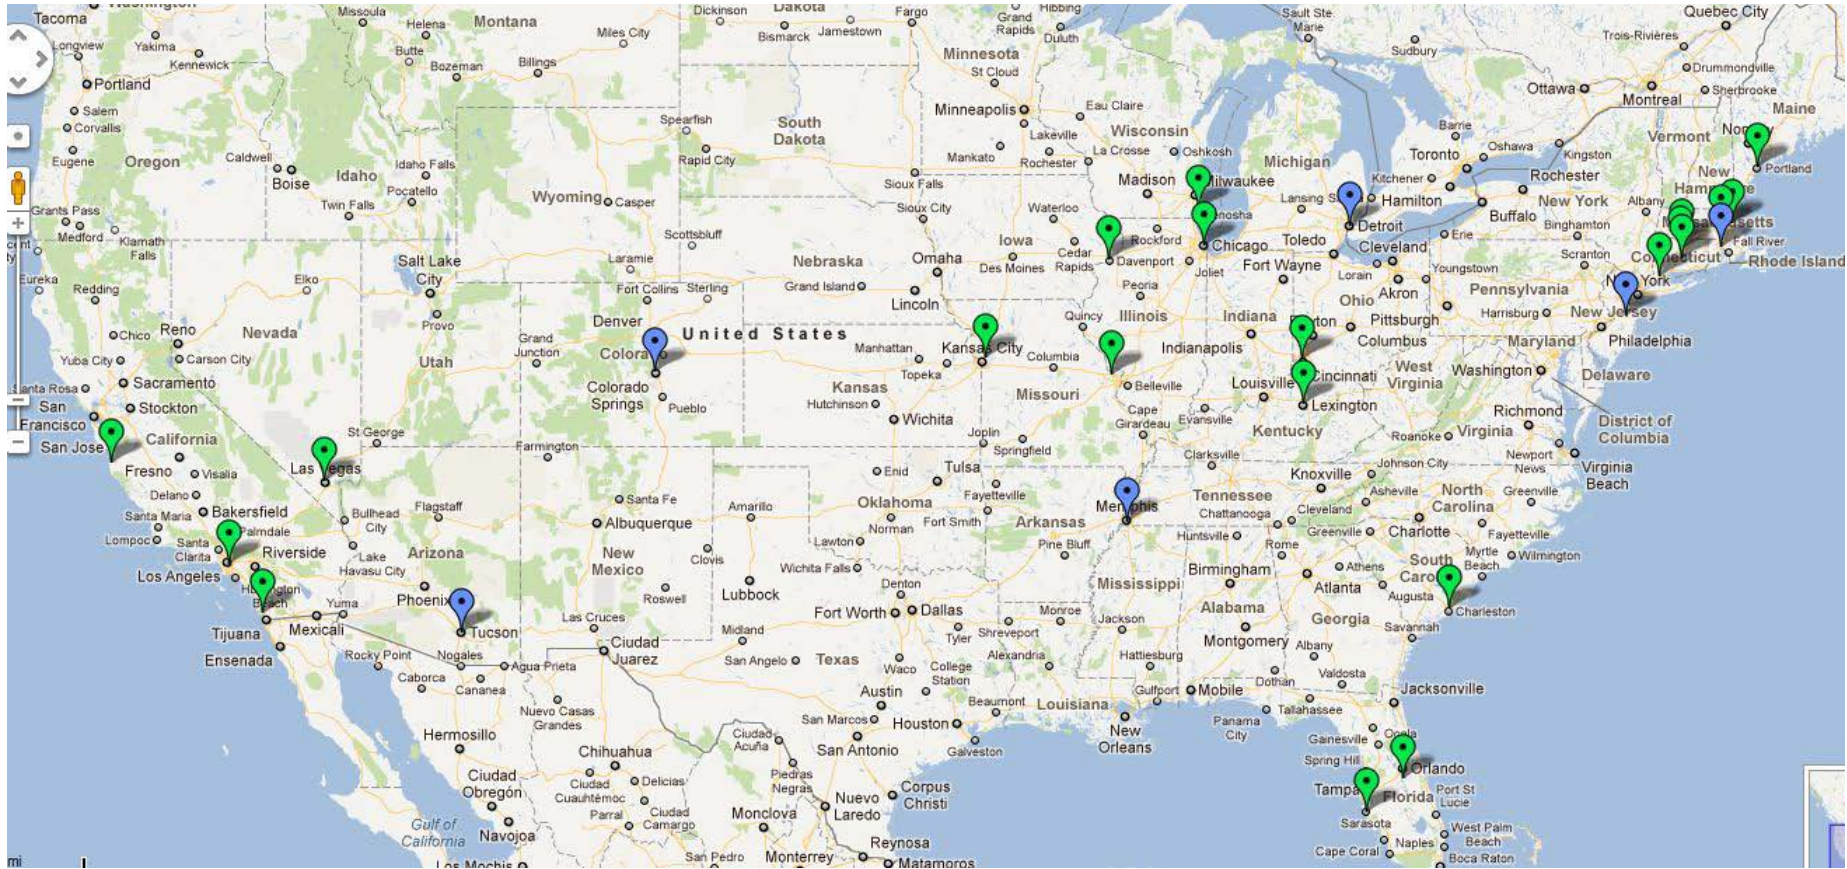 Washington
Tacoma
Missoula
Helena
Montana
Dickinson
Dakota
Bismarck
Jamestown
Fargo
Grand
Rapids
Hibbing
Duluth
Sault Ste
Marie
Quebec City
Longview
Yakima
Kennewick
Butte
Bozeman
Billings
Miles City
Minnesota
St Cloud
Sudbury
Trois-Rivières
Drummondville
Portland
Minneapolis
Eau Claire
Ottawa
Montreal
Sherbrooke
Maine
Salem
Corvallis
Spearfish
South
Dakota
Lakeville
Wisconsin
Barrie
Vermont
Eugene
Oregon
Caldwell
Boise
Idaho
Idaho Falls
Pocatello
Rapid City
Mankato
Rochester
La Crosse
Oshkosh
Michigan
Toronto
Oshawa
Kingston
Portland
Twin Falls
Wyoming
Casper
Sioux Falls
Madison
Milwaukee
Lansing
Kitchener
Hamilton
Rochester
New
Hampshire
Grants Pass
Medford
Klamath
Falls
Scottsbluff
Sioux City
Waterloo
Kenosha
Detroit
Buffalo
New York
Albany
Massachusetts
Eureka
Redding
Elko
Salt Lake
City
Laramie
Nebraska
Omaha
Iowa
Des Moines
Cedar
Rapids
Rockford
Davenport
Chicago
Joliet
Toledo
Cleveland
Erie
Binghamton
Scranton
Fall River
Connecticut
Rhode Island
Fort Collins
Sterling
Grand Island
Lincoln
Peoria
Fort Wayne
Lorain
Akron
Youngstown
Pennsylvania
New York
Chico
Reno
Nevada
Provo
Denver
United States
Quincy
Illinois
Indiana
Ohio
Pittsburgh
Harrisburg
New Jersey
Yuba City
Carson City
Utah
Grand
Junction
Manhattan
Kansas City
Columbia
Indianapolis
Columbus
Maryland
Philadelphia
Santa Rosa
Sacramento
Colorado
Springs
Pueblo
Kansas
Topeka
Hutchinson
Missouri
Belleville
Louisville
Cincinnati
West
Virginia
Washington
Delaware
San
Francisco
Stockton
Wichita
Cape
Girardeau
Evansville
Lexington
Kentucky
Richmond
District of
Columbia
San Jose
California
St George
Farmington
Joplin
Springfield
Roanoke
Virginia
Fresno
Visalia
Las Vegas
Enid
Tulsa
Clarksville
Knoxville
Johnson City
Newport
News
Virginia
Beach
Delano
Bakersfield
Santa Maria
Lompoc
Palmdale
Bullhead
City
Flagstaff
Santa Fe
Albuquerque
Amarillo
Oklahoma
Norman
Fayetteville
Fort Smith
Arkansas
Memphis
Tennessee
Chattanooga
Asheville
North
Carolina
Greenville
Santa
Clarita
Riverside
Lake
Havasu City
Arizona
New
Mexico
Clovis
Lawton
Pine Bluff
Huntsville
Cleveland
Rome
Greenville
Charlotte
Fayetteville
Wilmington
Los Angeles
Huntington
Beach
Phoenix
Roswell
Lubbock
Wichita Falls
Denton
Mississippi
Birmingham
Athens
Atlanta
South
Carolina
Myrtle
Beach
Augusta
Charleston
Tijuana
Mexicali
Yuma
Tucson
Las Cruces
Fort Worth
Dallas
Monroe
Jackson
Alabama
Montgomery
Georgia
Savannah
Ensenada
Rocky Point
Nogales
Agua Prieta
Ciudad
Juarez
Midland
San Angelo
Texas
Tyler
Shreveport
Waco
College
Station
Alexandria
Hattiesburg
Albany
Valdosta
Caborca
Cananea
Nuevo Casas
Grandes
Austin
San Marcos
Houston
Beaumont
Louisiana
Gulfport
Mobile
Dothan
Tallahassee
Panama
City
Jacksonville
Hermosillo
Chihuahua
Ciudad
Acuña
San Antonio
Galveston
New
Orleans
Gainesville
Ocala
Spring Hill
Orlando
Ciudad
Obregón
Ciudad
Cuauhtémoc
Delicias
Piedras
Negras
Nuevo
Laredo
Corpus
Christi
Tampa
Florida
Port St
Lucie
Gulf of
California
Navojoa
Parral
Ciudad
Camargo
Monclova
Reynosa
Sarasota
Cape Coral
Naples
West Palm
Beach
Boca Raton
mi
Los Mochis
San Pedro
Monterrey
Matamoros